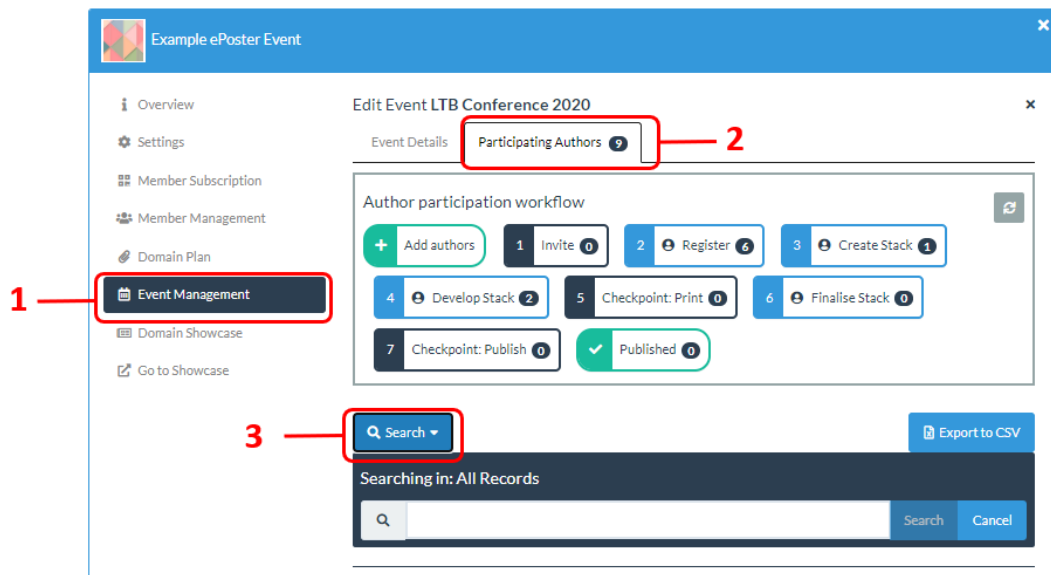 Example ePoster Event
Overview
Settings
Member Subscription
Member Management
Domain Plan
1
Event Management
Domain Showcase
Go to Showcase
Edit Event LTB Conference 2020
Event Details
Participating Authors 9
2
Author participation workflow
Add authors
1 Invite 0
2 Register 6
3 Create Stack 1
4 Develop Stack 2
5 Checkpoint: Print 0
6 Finalise Stack 0
7 Checkpoint: Publish 0
Published 0
3
Search
Export to CSV
Searching in: All Records
Search
Cancel